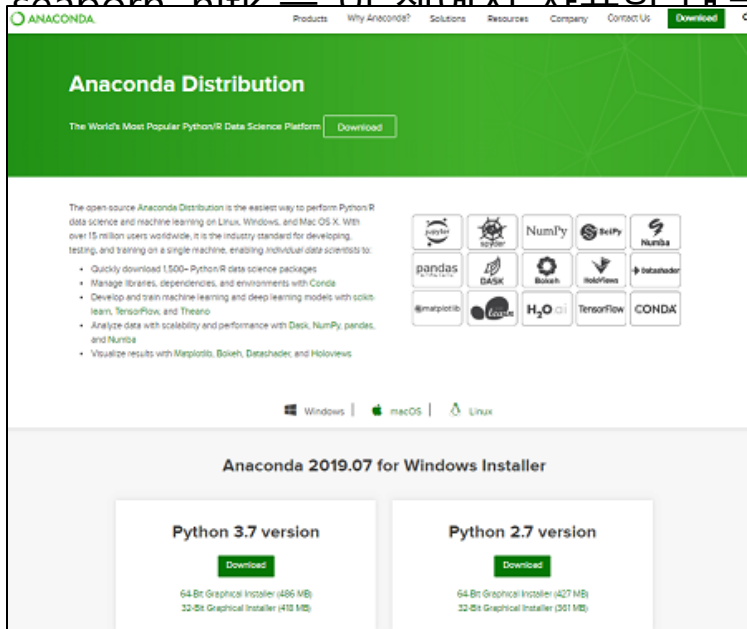 ANACONDA.
Products Why Anaconda? Solutions Resources Company Contact Us Download
Anaconda Distribution
The World's Most Popular Python/R Data Science Platform Download
The open-source Anaconda Distribution is the easiest way to perform Python/R
data science and machine learning on Linux, Windows, and Mac OS X. With
over 15 million users worldwide, it is the industry standard for developing,
testing, and training on a single machine, enabling individual data scientists to:
• Quickly download 1,500+ Python/R data science packages
• Manage libraries, dependencies, and environments with Conda
• Develop and train machine learning and deep learning models with scikit-
learn, TensorFlow, and Theano
• Analyze data with scalability and performance with Dask, NumPy, pandas,
and Numba
• Visualize results with Matplotlib, Bokeh, Datashader, and Holoviews
jupyter spyder NumPy SciPy Numba
pandas DASK Bokeh HoloViews Datashader
matplotlib learn H2O.ai TensorFlow CONDA
Windows | macOS | Linux
Anaconda 2019.07 for Windows Installer
Python 3.7 version
Download
64-Bit Graphical Installer (486 MB)
32-Bit Graphical Installer (418 MB)
Python 2.7 version
Download
64-Bit Graphical Installer (427 MB)
32-Bit Graphical Installer (361 MB)